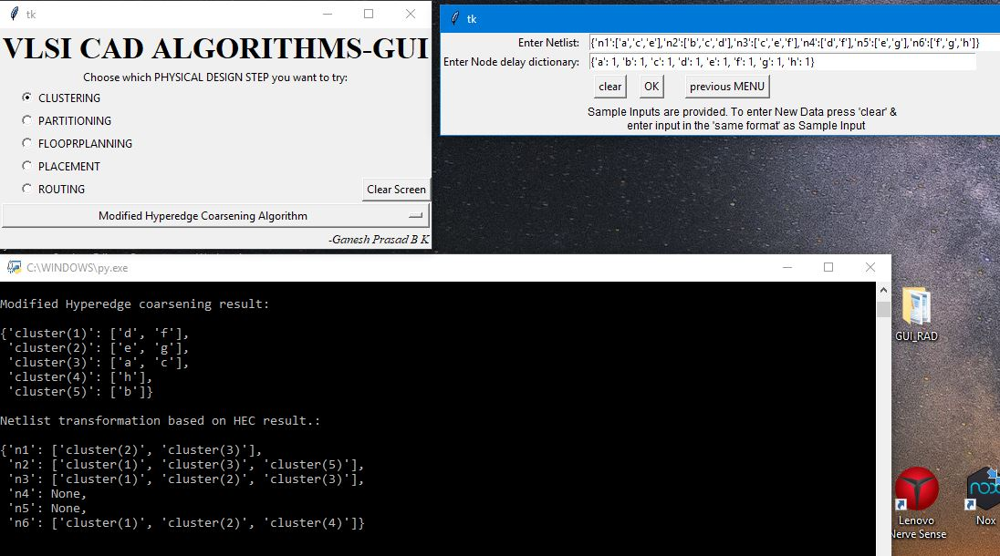 tk
VLSI CAD ALGORITHMS-GUI
Choose which PHYSICAL DESIGN STEP you want to try:
CLUSTERING
PARTITIONING
FLOOPRPLANNING
PLACEMENT
ROUTING
Clear Screen
Modified Hyperedge Coarsening Algorithm
-Ganesh Prasad B K
tk
Enter Netlist: {'n1':['a','c','e'],'n2':['b','c','d'],'n3':['c','e','f'],'n4':['d','f'],'n5':['e','g'],'n6':['f','g','h']}
Enter Node delay dictionary: {'a': 1, 'b': 1, 'c': 1, 'd': 1, 'e': 1, 'f': 1, 'g': 1, 'h': 1}
clear OK previous MENU
Sample Inputs are provided. To enter New Data press 'clear' &
enter input in the 'same format' as Sample Input
C:\WINDOWS\py.exe
Modified Hyperedge coarsening result:
{'cluster(1)': ['d', 'f'],
'cluster(2)': ['e', 'g'],
'cluster(3)': ['a', 'c'],
'cluster(4)': ['h'],
'cluster(5)': ['b']}
Netlist transformation based on HEC result.:
{'n1': ['cluster(2)', 'cluster(3)'],
'n2': ['cluster(1)', 'cluster(3)', 'cluster(5)'],
'n3': ['cluster(1)', 'cluster(2)', 'cluster(3)'],
'n4': None,
'n5': None,
'n6': ['cluster(1)', 'cluster(2)', 'cluster(4)']}
GUI_RAD
Lenovo
Nerve Sense
Nox